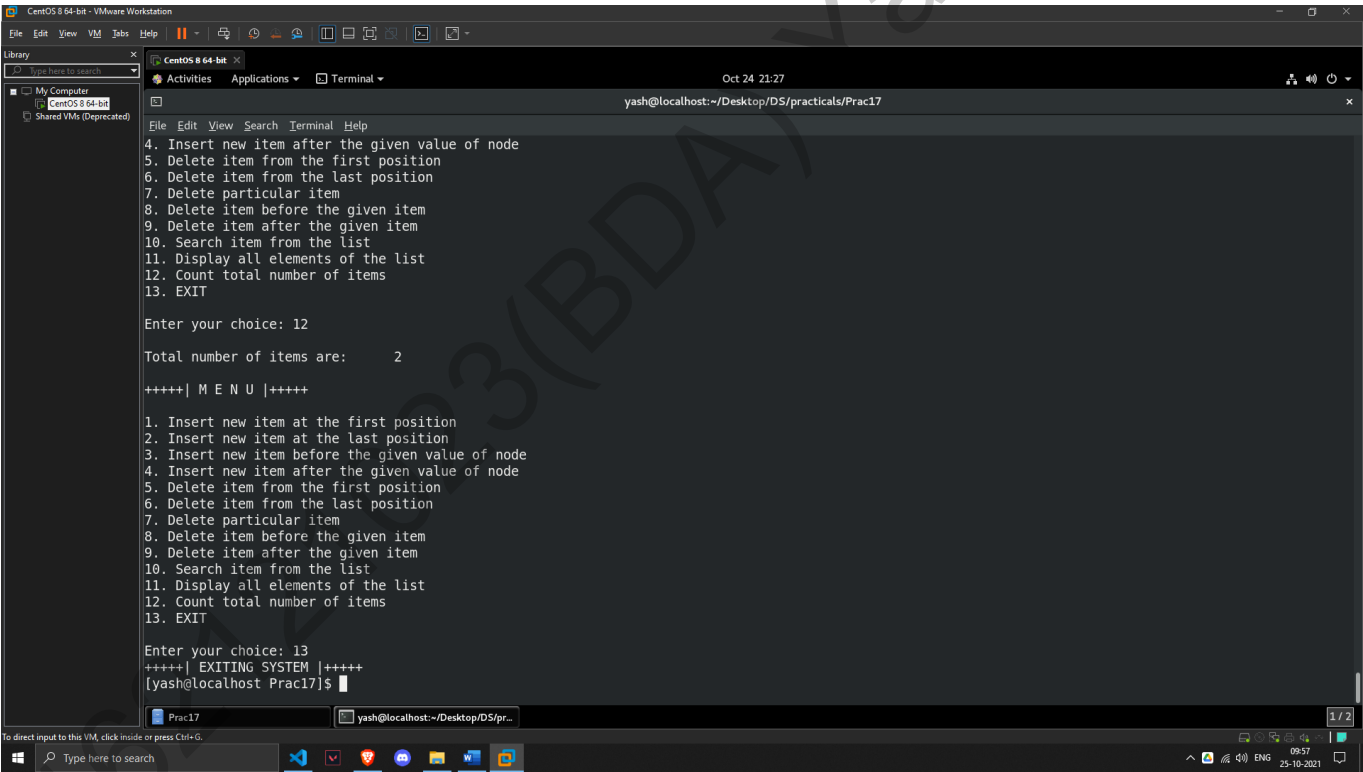 CentOS 8 64-bit - VMware Workstation
File Edit View VM Tabs Help
Library
Type here to search
My Computer
CentOS 8 64-bit
Shared VMs (Deprecated)
CentOS 8 64-bit
Activities Applications Terminal Oct 24 21:27
yash@localhost:~/Desktop/DS/practicals/Prac17
File Edit View Search Terminal Help
4. Insert new item after the given value of node
5. Delete item from the first position
6. Delete item from the last position
7. Delete particular item
8. Delete item before the given item
9. Delete item after the given item
10. Search item from the list
11. Display all elements of the list
12. Count total number of items
13. EXIT
Enter your choice: 12
Total number of items are: 2
+++++| M E N U |+++++
1. Insert new item at the first position
2. Insert new item at the last position
3. Insert new item before the given value of node
4. Insert new item after the given value of node
5. Delete item from the first position
6. Delete item from the last position
7. Delete particular item
8. Delete item before the given item
9. Delete item after the given item
10. Search item from the list
11. Display all elements of the list
12. Count total number of items
13. EXIT
Enter your choice: 13
+++++| EXITING SYSTEM |+++++
[yash@localhost Prac17]$
Prac17 yash@localhost:~/Desktop/DS/pr... 1 / 2
To direct input to this VM, click inside or press Ctrl+G.
Type here to search ENG 09:57
25-10-2021